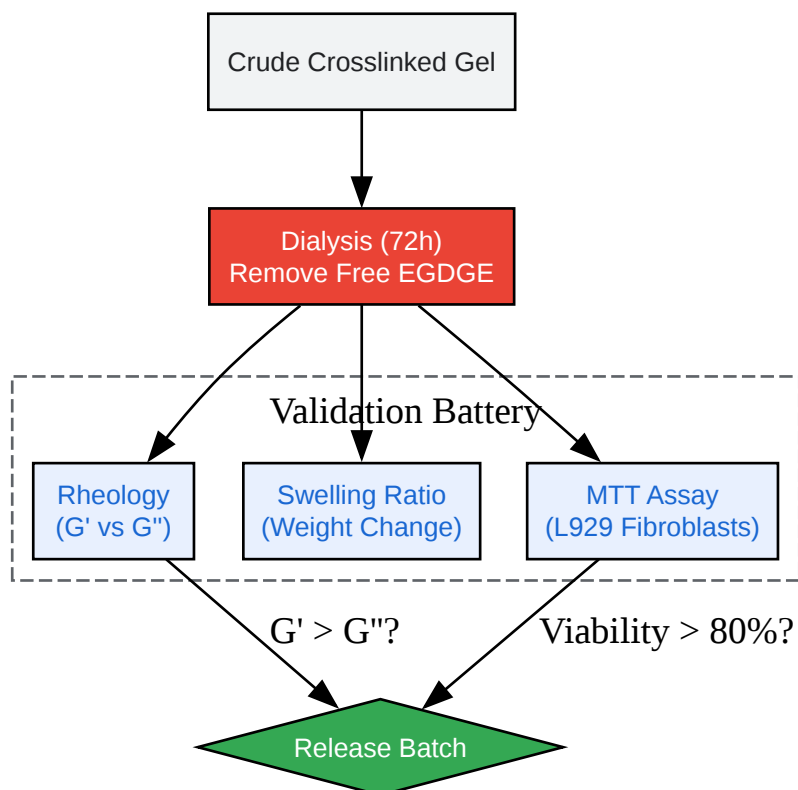 Crude Crosslinked Gel
Dialysis (72h)
Remove Free EGDGE
Validation Battery
Rheology
(G' vs G'')
Swelling Ratio
(Weight Change)
MTT Assay
(L929 Fibroblasts)
G' > G''?
Viability > 80%?
Release Batch